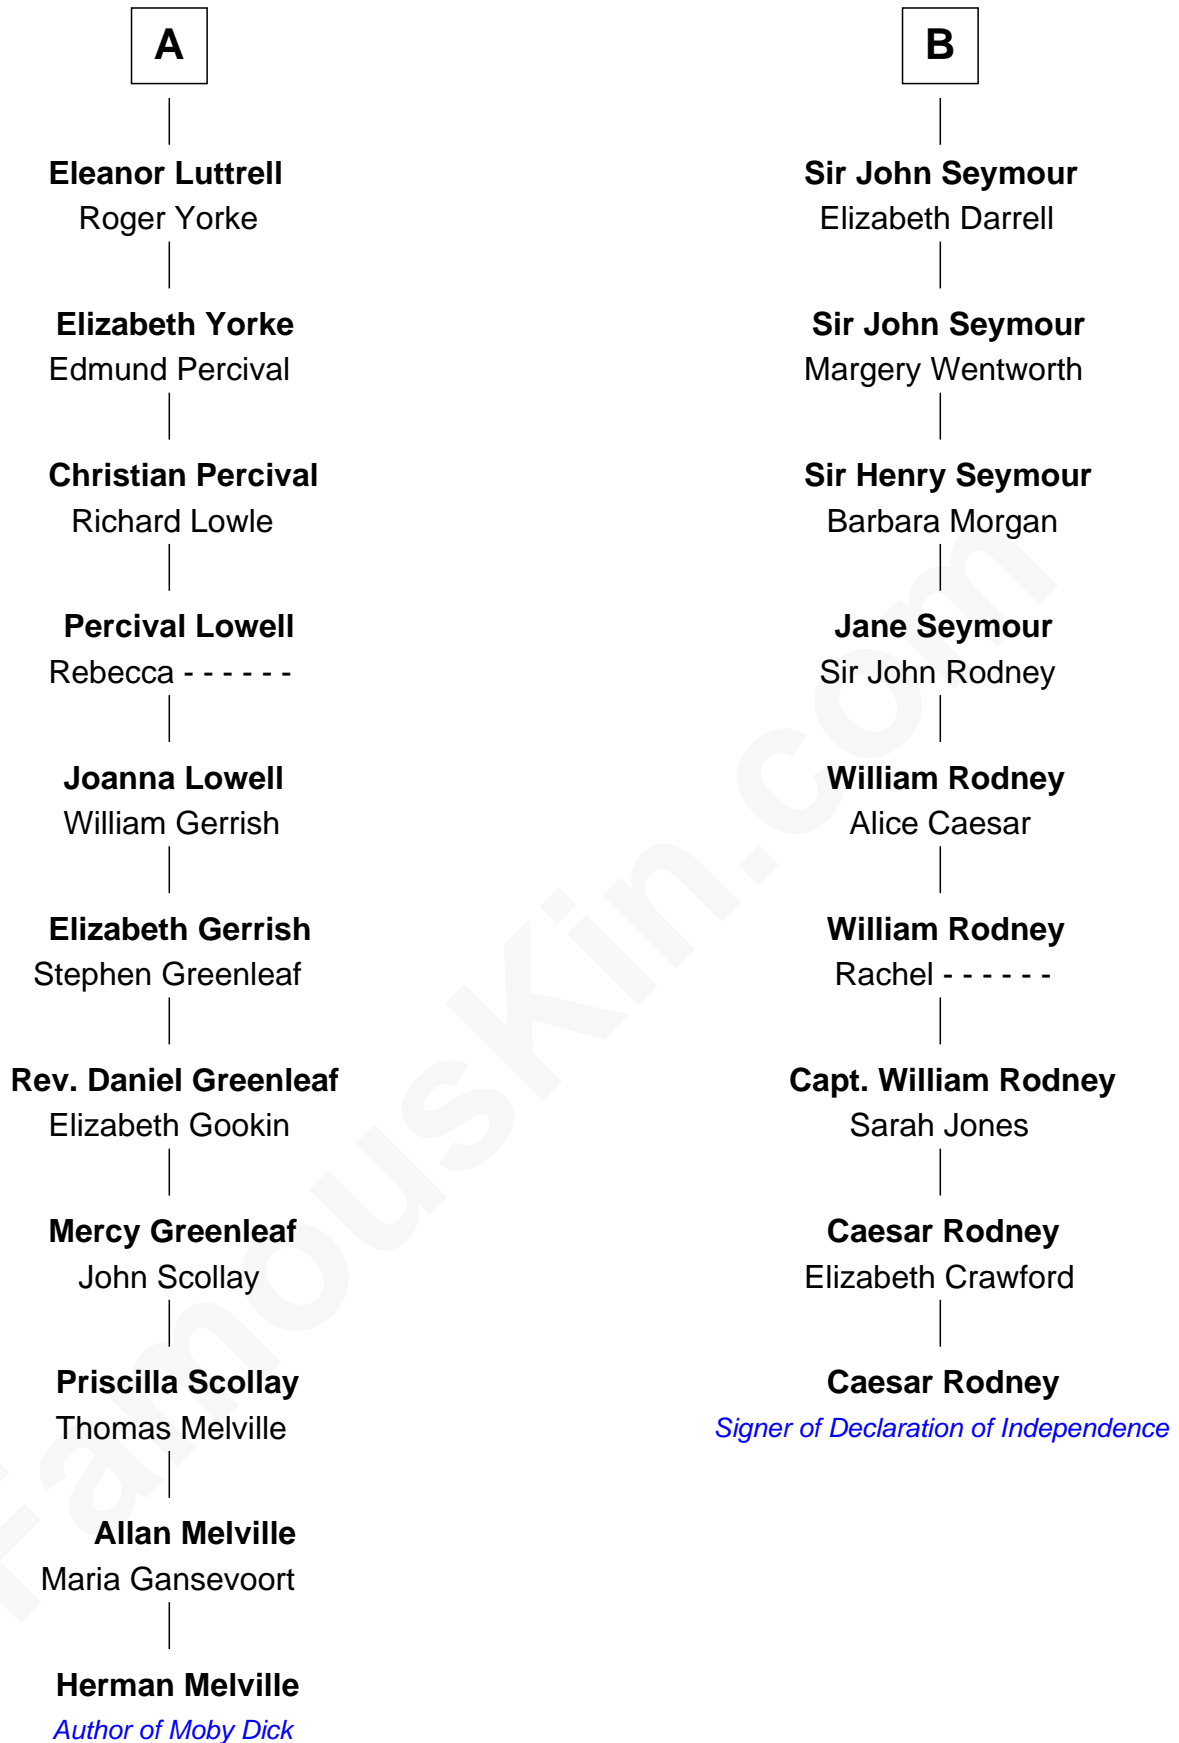 A
Eleanor Luttrell
Roger Yorke
Elizabeth Yorke
Edmund Percival
Christian Percival
Richard Lowle
Percival Lowell
Rebecca - - - - - -
Joanna Lowell
William Gerrish
Elizabeth Gerrish
Stephen Greenleaf
Rev. Daniel Greenleaf
Elizabeth Gookin
Mercy Greenleaf
John Scollay
Priscilla Scollay
Thomas Melville
Allan Melville
Maria Gansevoort
Herman Melville
Author of Moby Dick
B
Sir John Seymour
Elizabeth Darrell
Sir John Seymour
Margery Wentworth
Sir Henry Seymour
Barbara Morgan
Jane Seymour
Sir John Rodney
William Rodney
Alice Caesar
William Rodney
Rachel - - - - - -
Capt. William Rodney
Sarah Jones
Caesar Rodney
Elizabeth Crawford
Caesar Rodney
Signer of Declaration of Independence
FamousKin.com